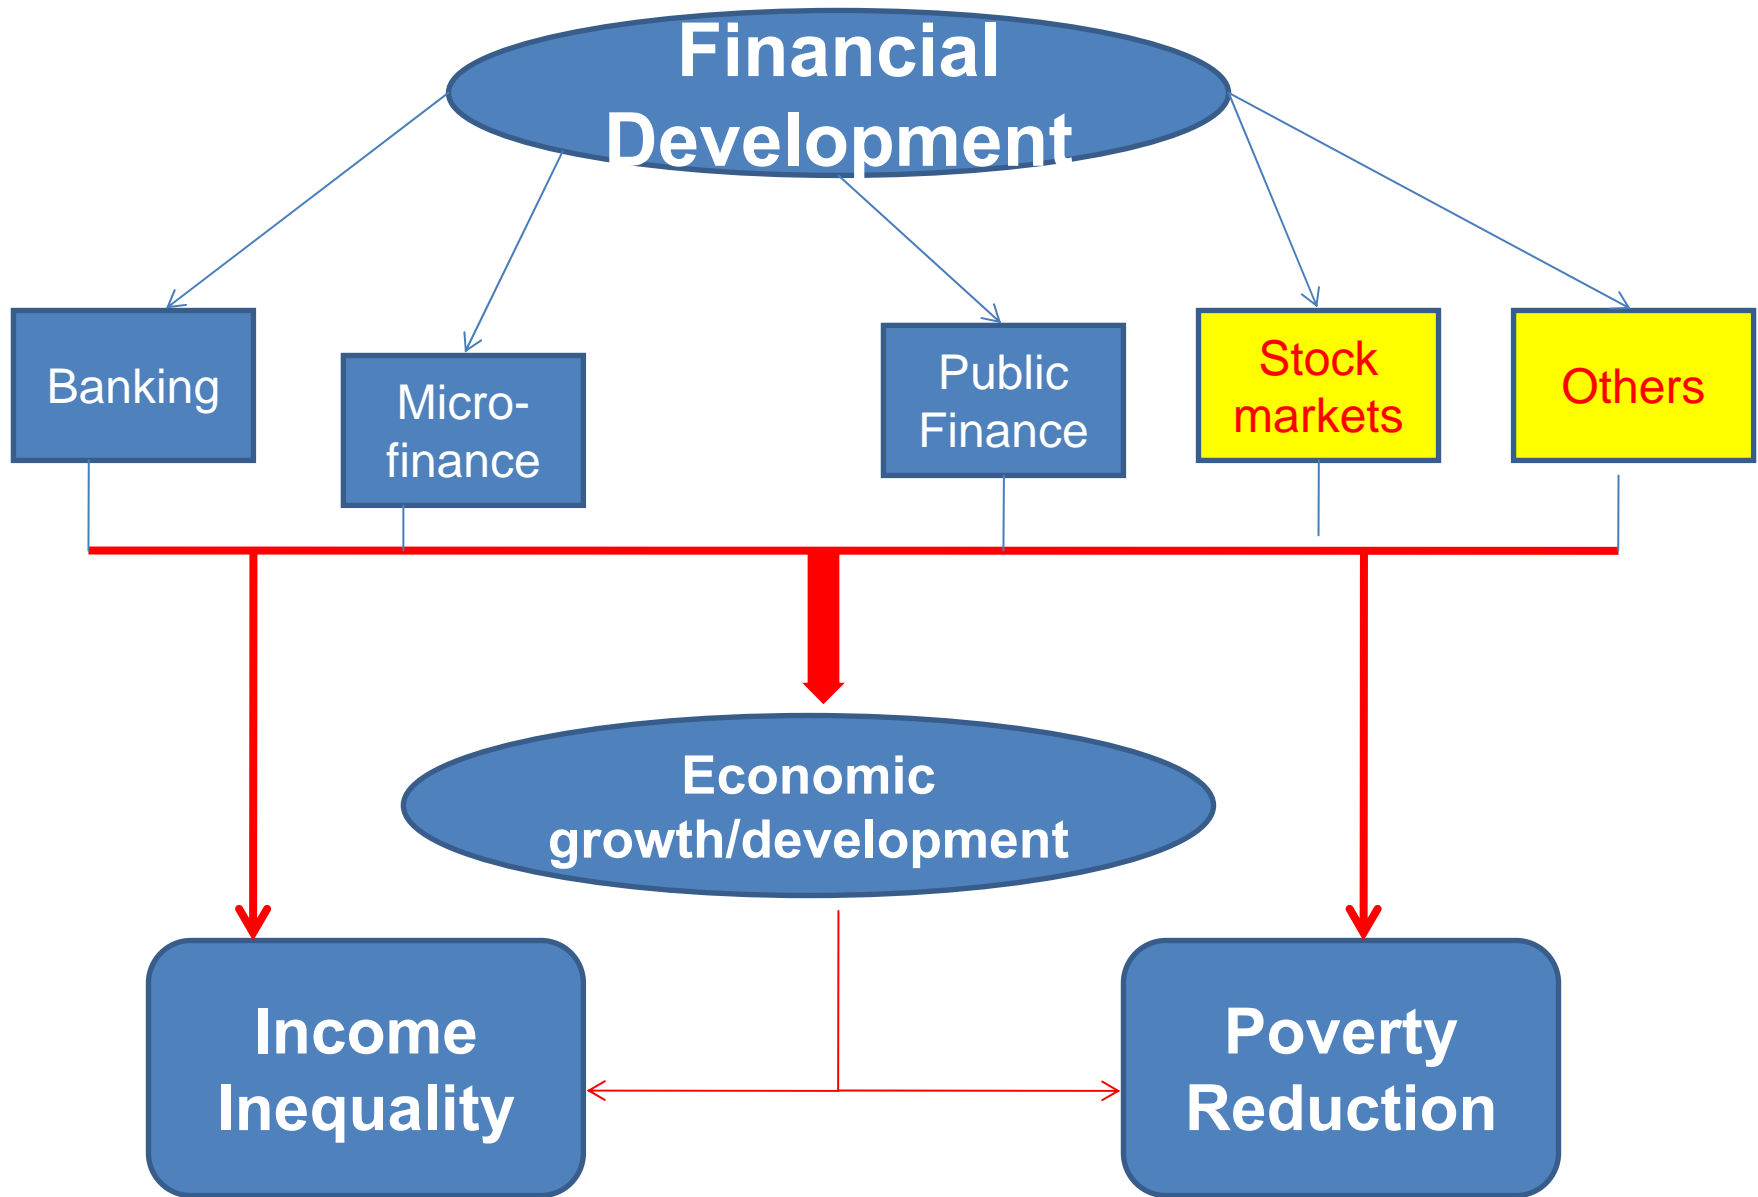 Financial
Development
Banking
Micro-
finance
Public
Finance
Stock
markets
Others
Economic
growth/development
Income
Inequality
Poverty
Reduction